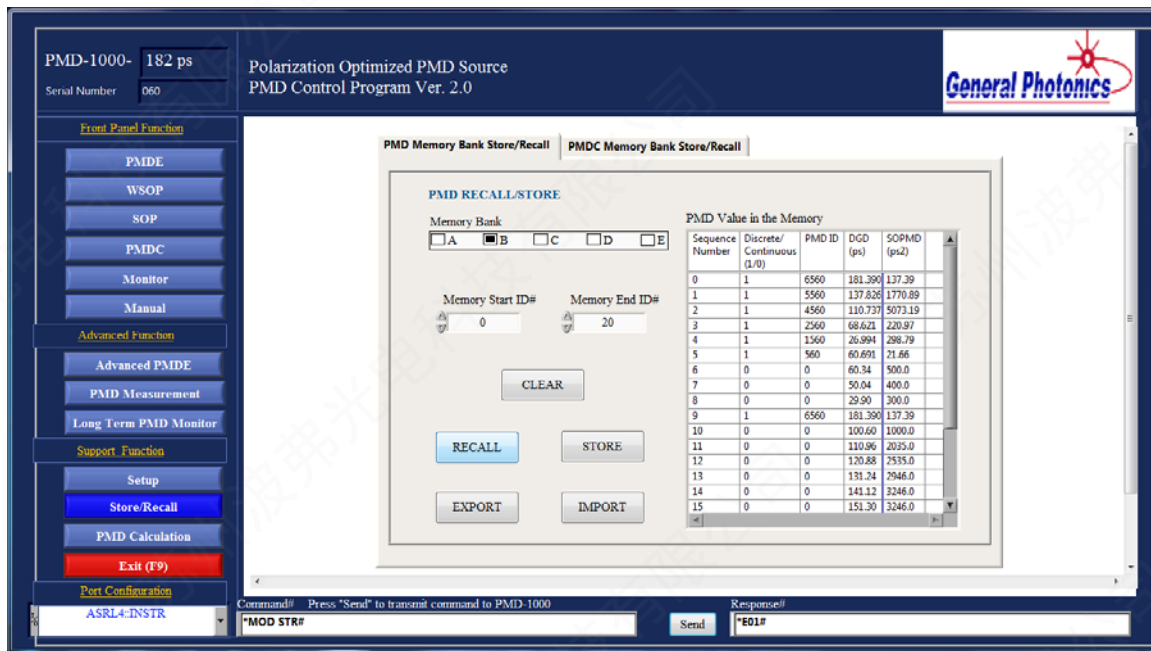 PMD-1000- 182 ps
Serial Number 060
Polarization Optimized PMD Source
PMD Control Program Ver. 2.0
General Photonics
Front Panel Function
PMDE
WSOP
SOP
PMDC
Monitor
Manual
Advanced Function
Advanced PMDE
PMD Measurement
Long Term PMD Monitor
Support Function
Setup
Store/Recall
PMD Calculation
Exit (F9)
Port Configuration
ASRL4::INSTR
PMD Memory Bank Store/Recall PMDC Memory Bank Store/Recall
PMD RECALL/STORE
Memory Bank
A B C D E
Memory Start ID# Memory End ID#
0 20
CLEAR
RECALL STORE
EXPORT IMPORT
PMD Value in the Memory
Sequence Discrete/ PMD ID DGD SOPMD
Number Continuous (ps) (ps2)
(1/0)
0 1 6560 181.390 137.39
1 1 5560 137.826 1770.89
2 1 4560 110.737 5073.19
3 1 2560 68.621 220.97
4 1 1560 26.994 298.79
5 1 560 60.691 21.66
6 0 0 60.34 500.0
7 0 0 50.04 400.0
8 0 0 29.90 300.0
9 1 6560 181.390 137.39
10 0 0 100.60 1000.0
11 0 0 110.96 2035.0
12 0 0 120.88 2535.0
13 0 0 131.24 2946.0
14 0 0 141.12 3246.0
15 0 0 151.30 3246.0
Command# Press "Send" to transmit command to PMD-1000 Response#
*MOD STR# Send *E01#